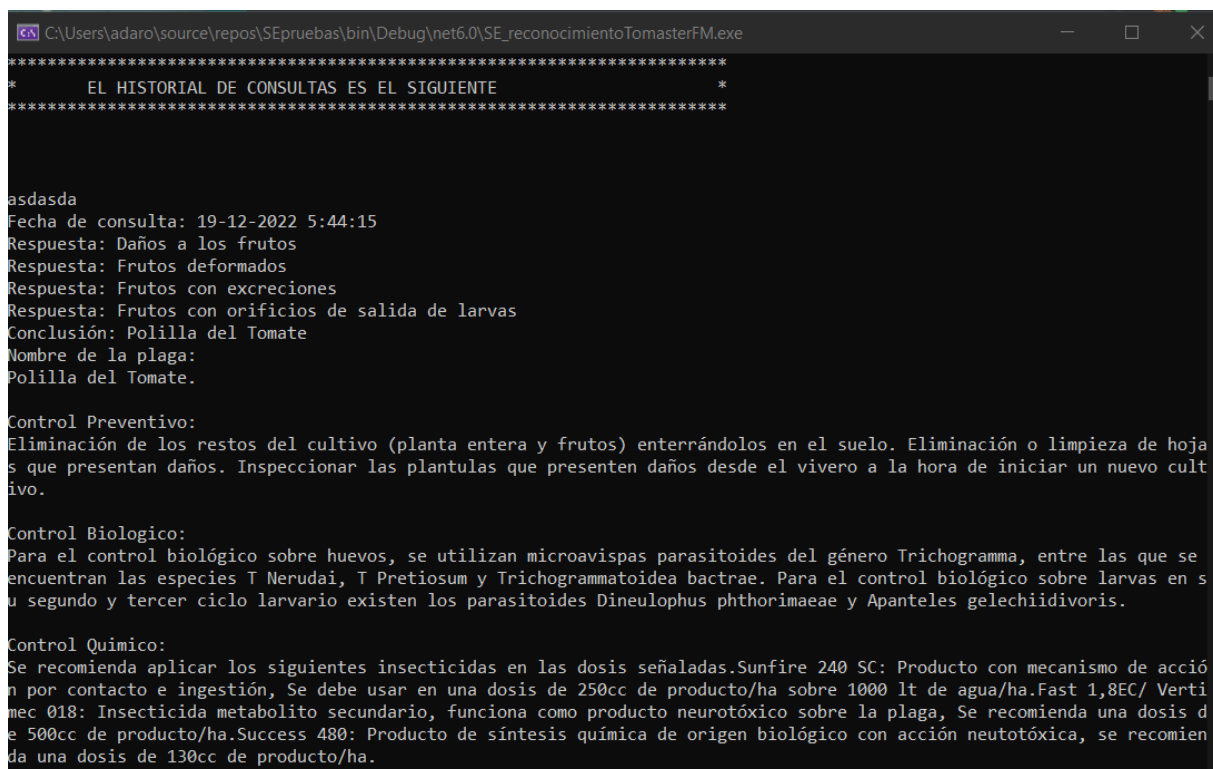 C:\Users\adaro\source\repos\SEpruebas\bin\Debug\net6.0\SE_reconocimientoTomasterFM.exe
************************************************************************
*       EL HISTORIAL DE CONSULTAS ES EL SIGUIENTE                      *
************************************************************************
asdasda
Fecha de consulta: 19-12-2022 5:44:15
Respuesta: Daños a los frutos
Respuesta: Frutos deformados
Respuesta: Frutos con excreciones
Respuesta: Frutos con orificios de salida de larvas
Conclusión: Polilla del Tomate
Nombre de la plaga:
Polilla del Tomate.
Control Preventivo:
Eliminación de los restos del cultivo (planta entera y frutos) enterrándolos en el suelo. Eliminación o limpieza de hoja
s que presentan daños. Inspeccionar las plantulas que presenten daños desde el vivero a la hora de iniciar un nuevo cult
ivo.
Control Biologico:
Para el control biológico sobre huevos, se utilizan microavispas parasitoides del género Trichogramma, entre las que se
encuentran las especies T Nerudai, T Pretiosum y Trichogrammatoidea bactrae. Para el control biológico sobre larvas en s
u segundo y tercer ciclo larvario existen los parasitoides Dineulophus phthorimaeae y Apanteles gelechiidivoris.
Control Quimico:
Se recomienda aplicar los siguientes insecticidas en las dosis señaladas.Sunfire 240 SC: Producto con mecanismo de acció
n por contacto e ingestión, Se debe usar en una dosis de 250cc de producto/ha sobre 1000 lt de agua/ha.Fast 1,8EC/ Verti
mec 018: Insecticida metabolito secundario, funciona como producto neurotóxico sobre la plaga, Se recomienda una dosis d
e 500cc de producto/ha.Success 480: Producto de síntesis química de origen biológico con acción neutotóxica, se recomien
da una dosis de 130cc de producto/ha.